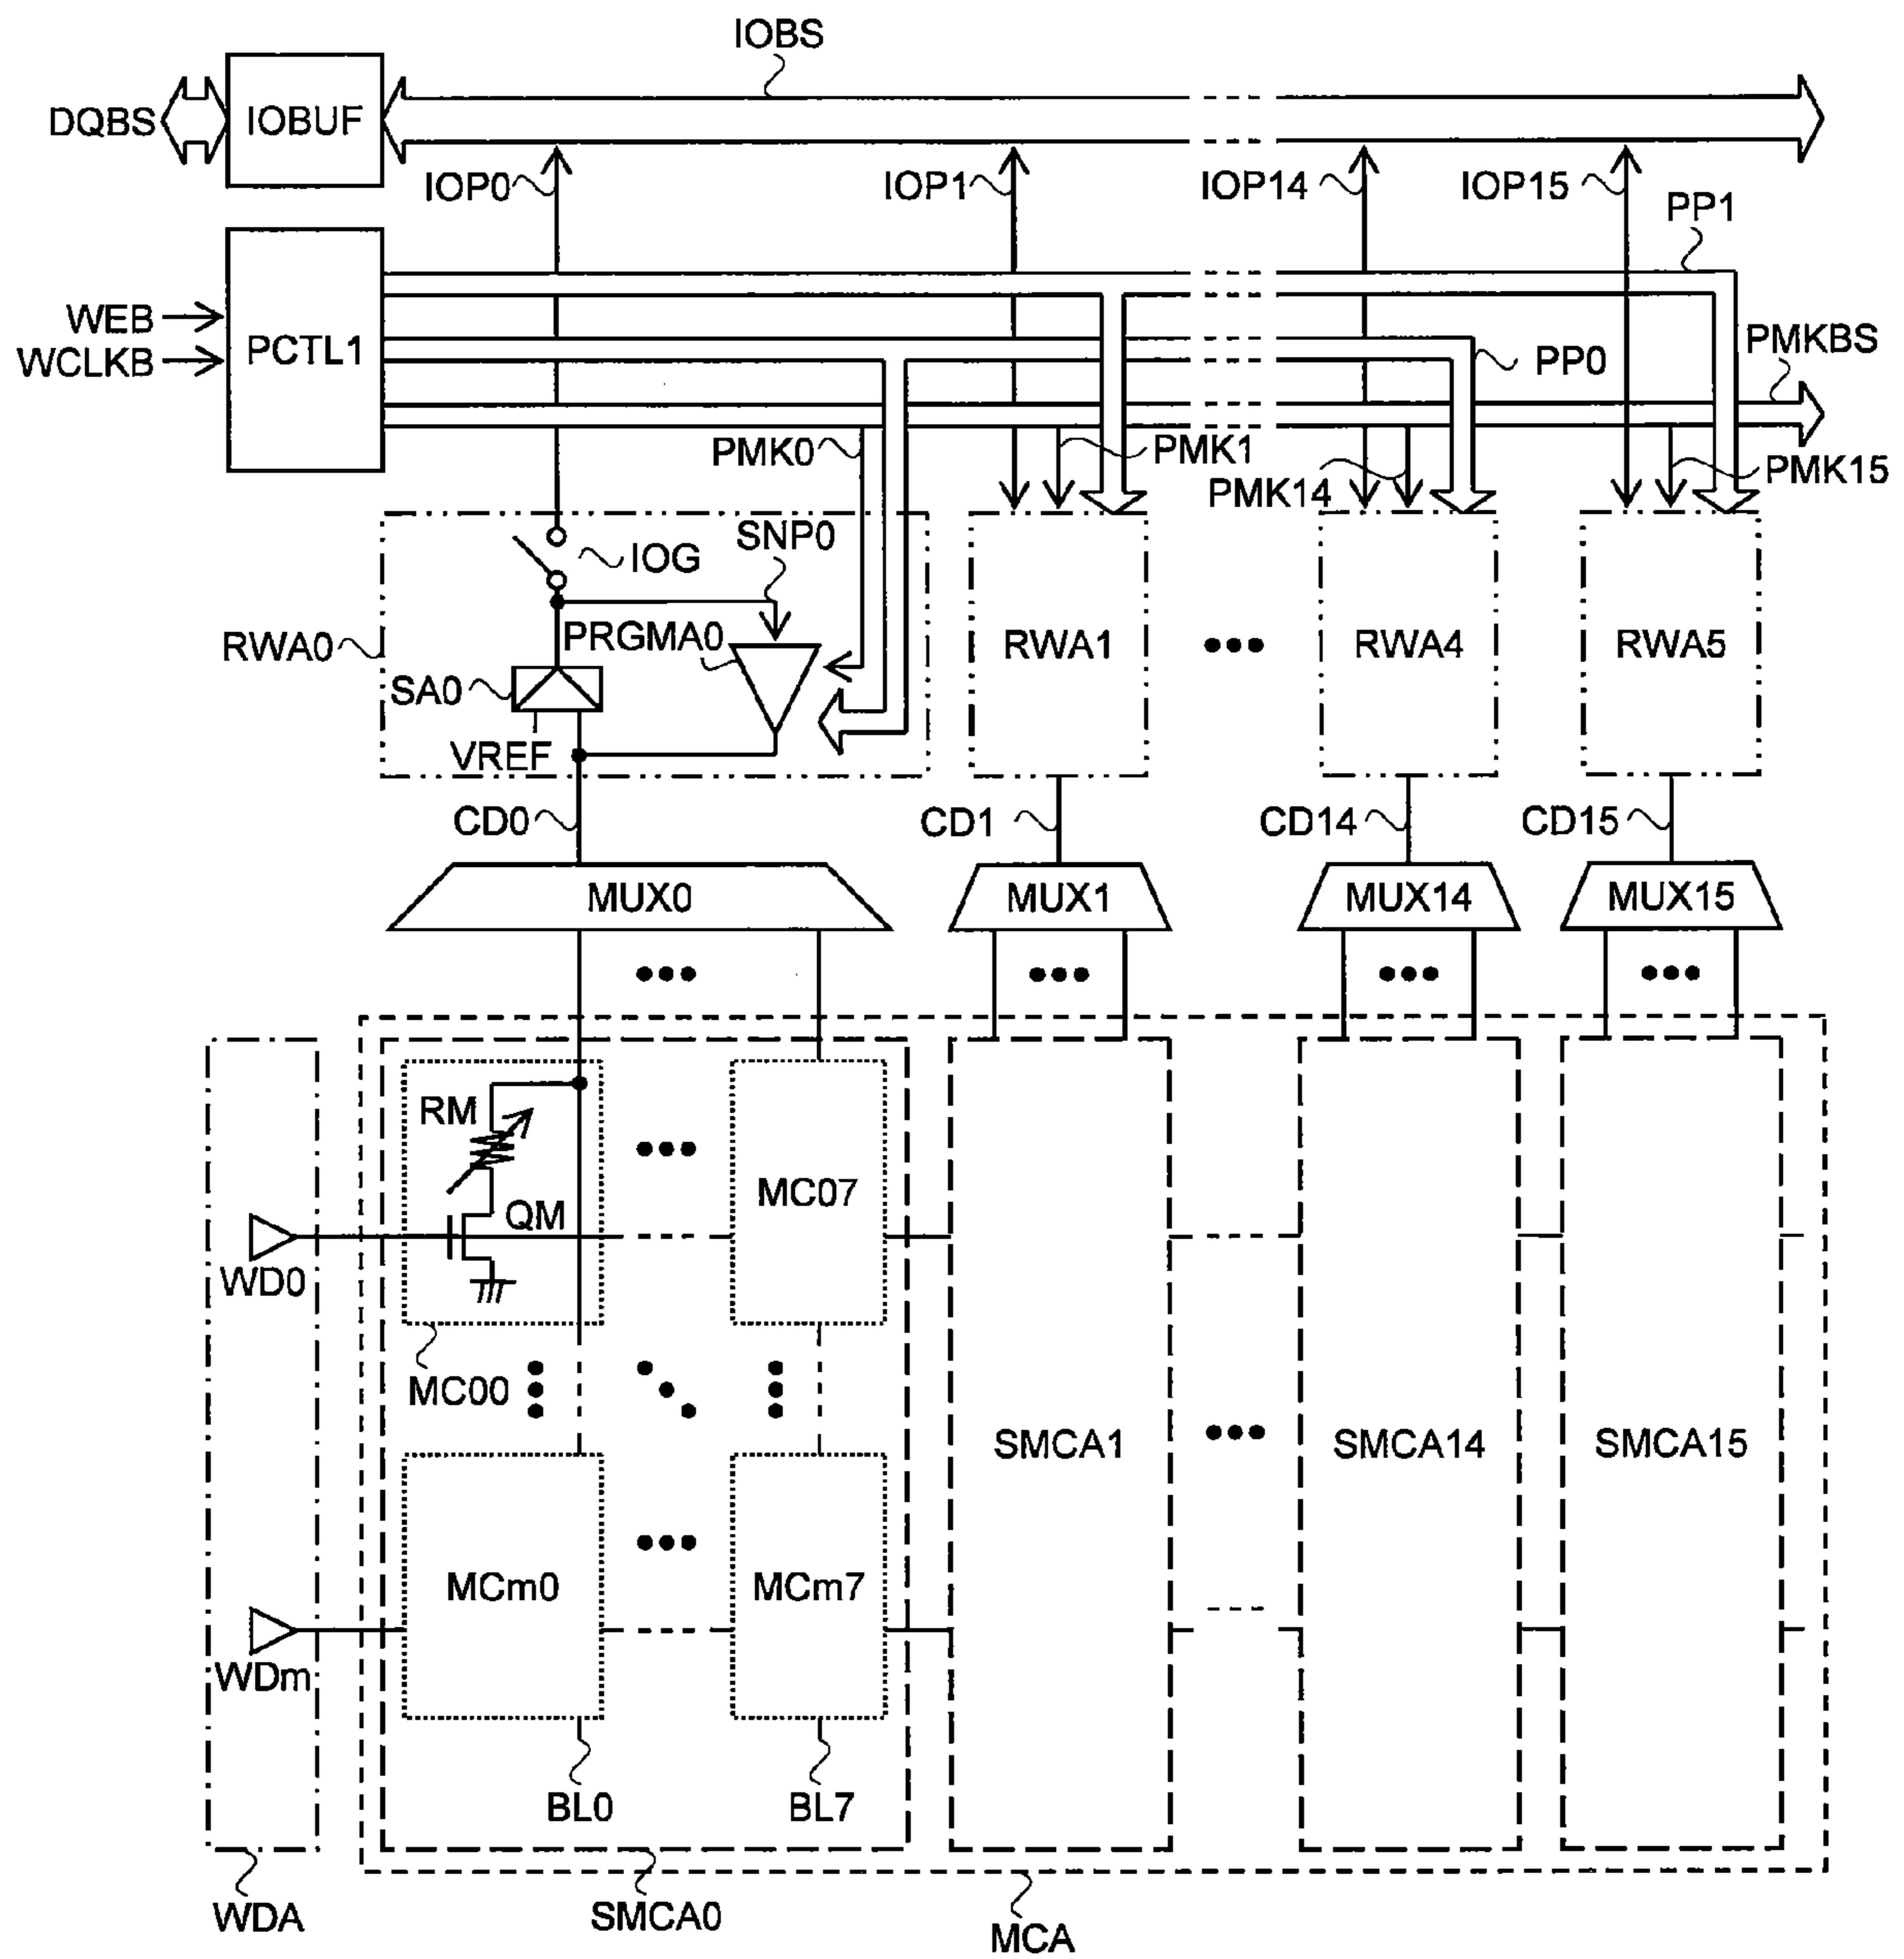 IOBS
DQBS
IOBUF
IOP0
IOP1
IOP14
IOP15
PP1
WEB
WCLKB
PCTL1
PP0
PMKBS
PMK0
PMK1
PMK14
PMK15
IOG
SNP0
RWA0
PRGMA0
SA0
VREF
RWA1
RWA4
RWA5
CD0
CD1
CD14
CD15
MUX0
MUX1
MUX14
MUX15
RM
QM
MC07
WD0
MC00
SMCA1
SMCA14
SMCA15
MCm0
MCm7
WDm
BL0
BL7
WDA
SMCA0
MCA